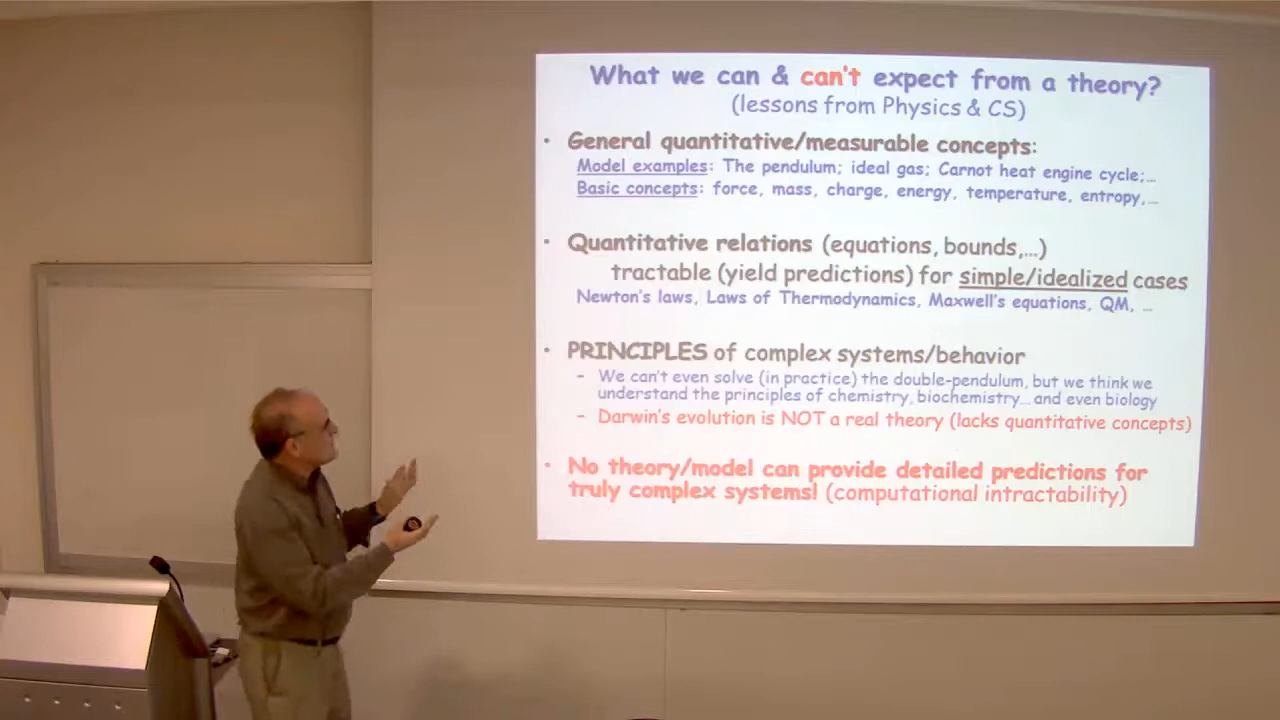 What we can & can't expect from a theory?
(lessons from Physics & CS)
• General quantitative/measurable concepts:
Model examples: The pendulum; ideal gas; Carnot heat engine cycle;…
Basic concepts: force, mass, charge, energy, temperature, entropy,…
• Quantitative relations (equations, bounds,…)
tractable (yield predictions) for simple/idealized cases
Newton's laws, Laws of Thermodynamics, Maxwell's equations, QM, …
• PRINCIPLES of complex systems/behavior
- We can't even solve (in practice) the double-pendulum, but we think we
understand the principles of chemistry, biochemistry… and even biology
- Darwin's evolution is NOT a real theory (lacks quantitative concepts)
• No theory/model can provide detailed predictions for
truly complex systems! (computational intractability)